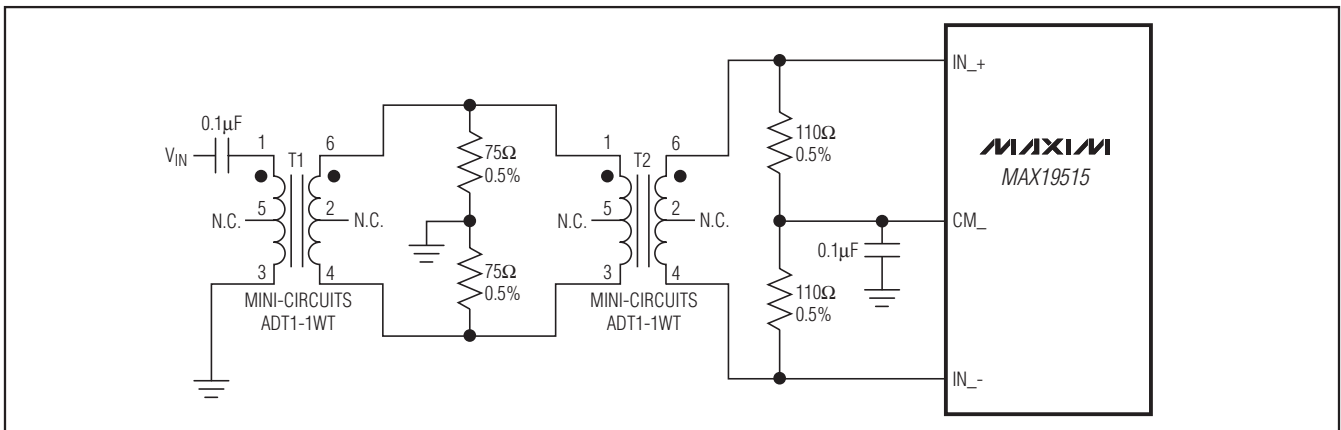 0.1μF
V_IN
1
T1
6
5
2
N.C.
N.C.
3
4
MINI-CIRCUITS
ADT1-1WT
75Ω
0.5%
75Ω
0.5%
1
T2
6
5
2
N.C.
N.C.
3
4
MINI-CIRCUITS
ADT1-1WT
110Ω
0.5%
0.1μF
110Ω
0.5%
IN_+
MAXIM
MAX19515
CM_
IN_-